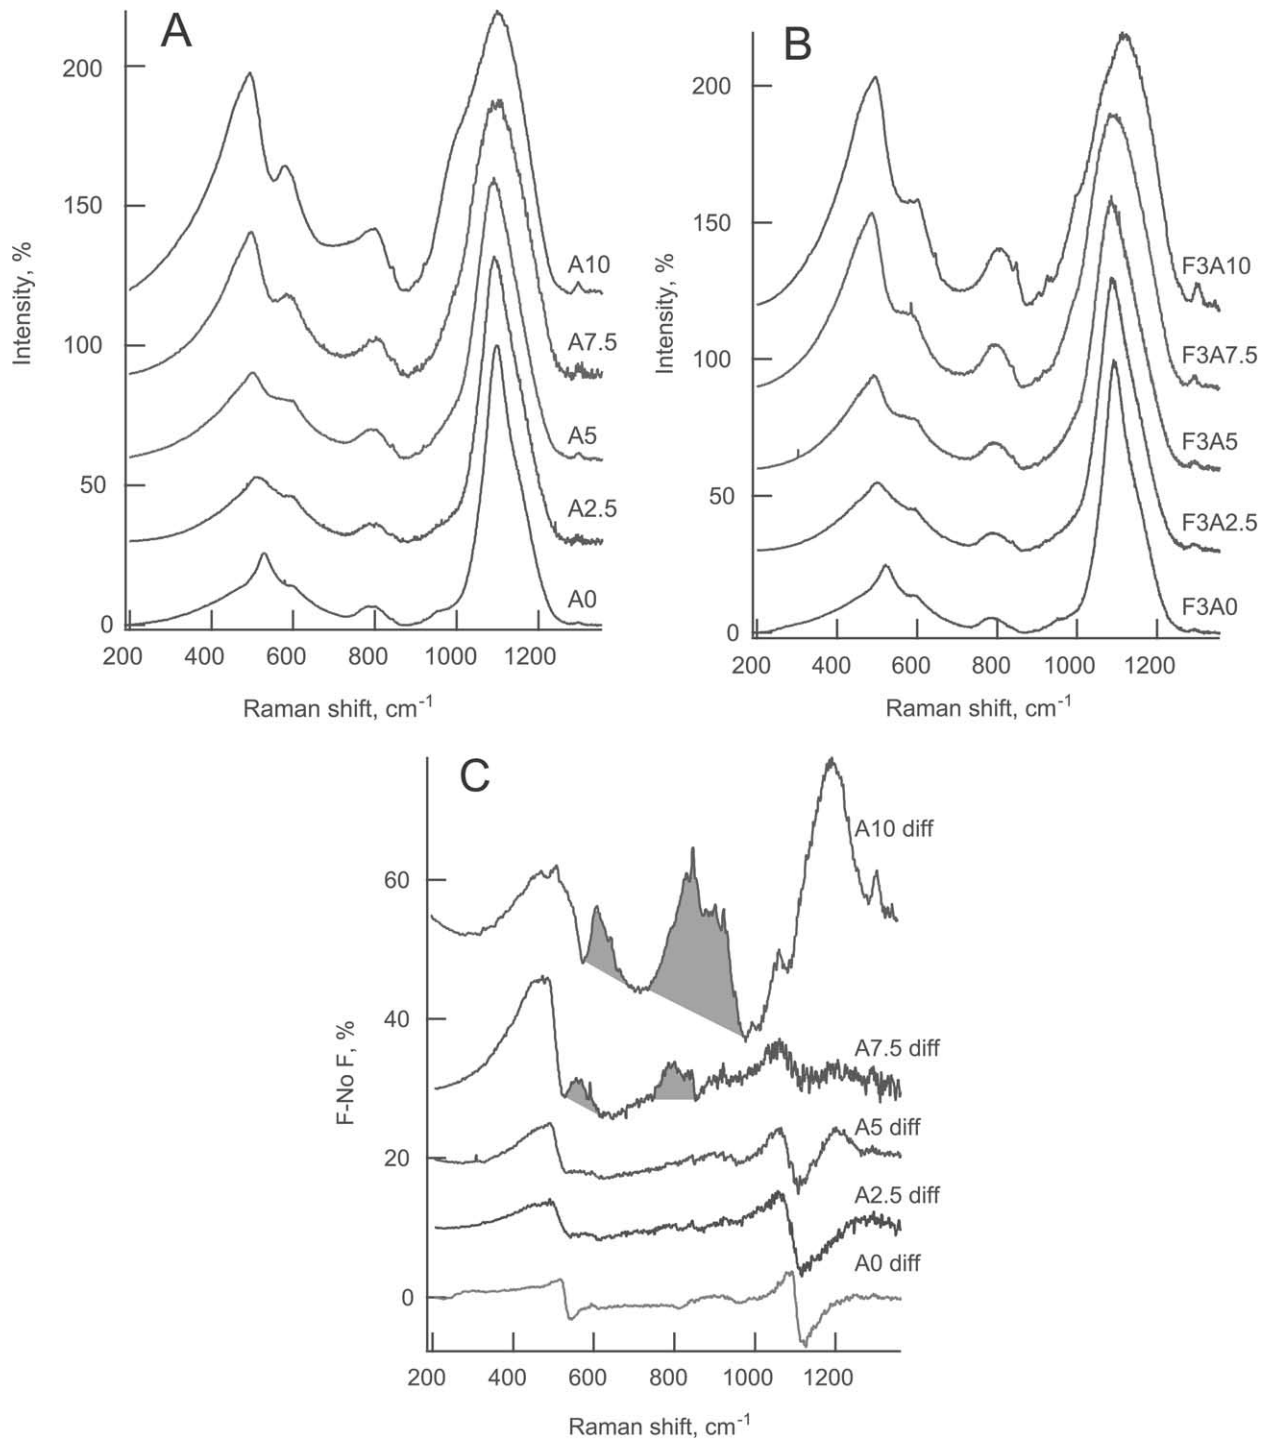 A
200
150
100
50
0
Intensity, %
A10
A7.5
A5
A2.5
A0
200 400 600 800 1000 1200
Raman shift, cm-1
B
200
150
100
50
0
Intensity, %
F3A10
F3A7.5
F3A5
F3A2.5
F3A0
200 400 600 800 1000 1200
Raman shift, cm-1
C
60
40
20
0
F-No F, %
A10 diff
A7.5 diff
A5 diff
A2.5 diff
A0 diff
200 400 600 800 1000 1200
Raman shift, cm-1